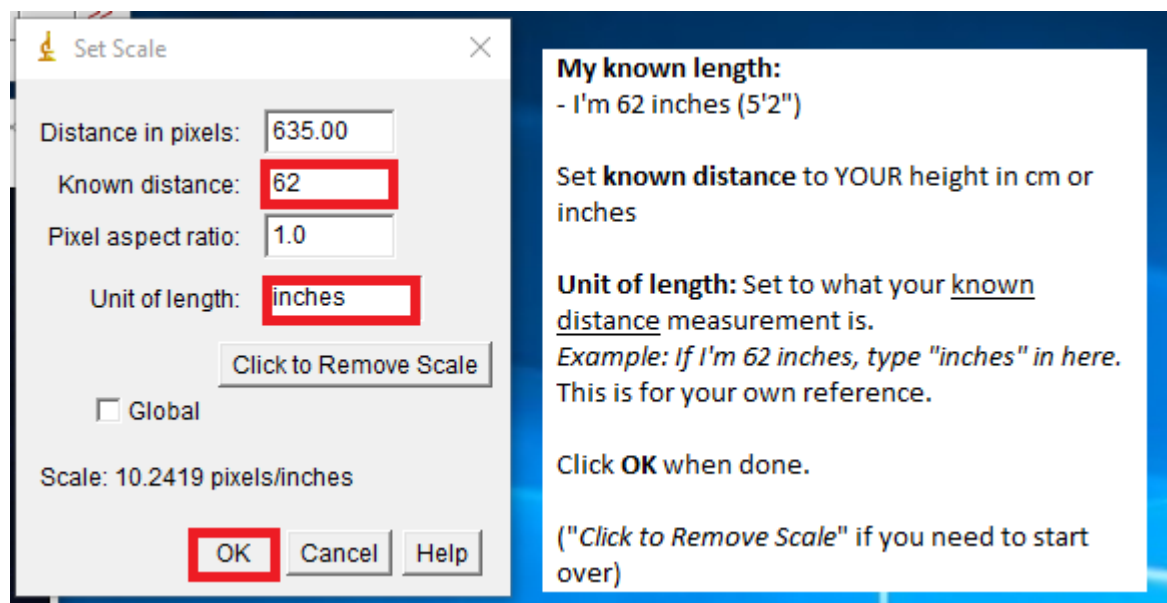 Set Scale
Distance in pixels: 635.00
Known distance: 62
Pixel aspect ratio: 1.0
Unit of length: inches
Click to Remove Scale
Global
Scale: 10.2419 pixels/inches
OK Cancel Help
My known length:
- I'm 62 inches (5'2")
Set known distance to YOUR height in cm or
inches
Unit of length: Set to what your known
distance measurement is.
Example: If I'm 62 inches, type "inches" in here.
This is for your own reference.
Click OK when done.
("Click to Remove Scale" if you need to start
over)